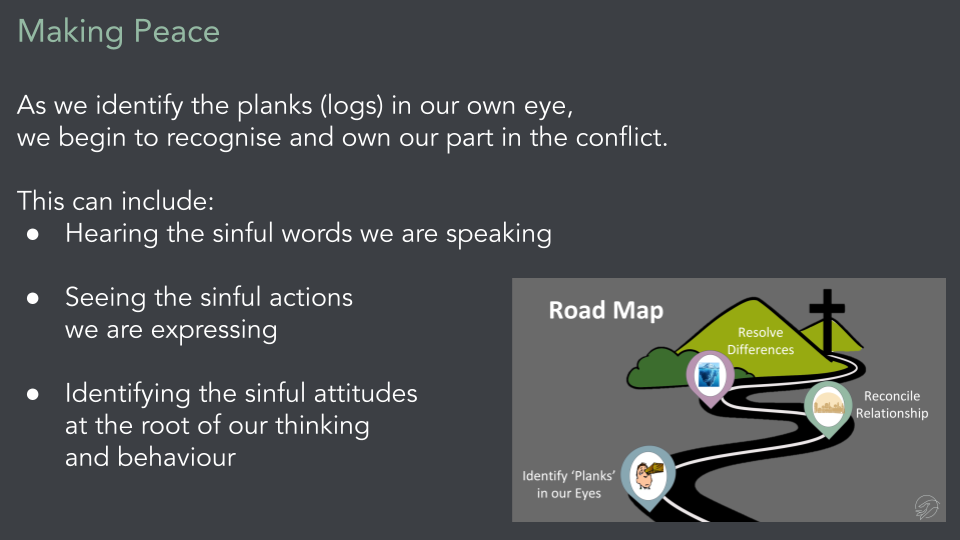 Making Peace
As we identify the planks (logs) in our own eye,
we begin to recognise and own our part in the conflict.
This can include:
● Hearing the sinful words we are speaking
● Seeing the sinful actions
we are expressing
● Identifying the sinful attitudes
at the root of our thinking
and behaviour
Road Map
Resolve
Differences
Reconcile
Relationship
Identify ‘Planks’
in our Eyes